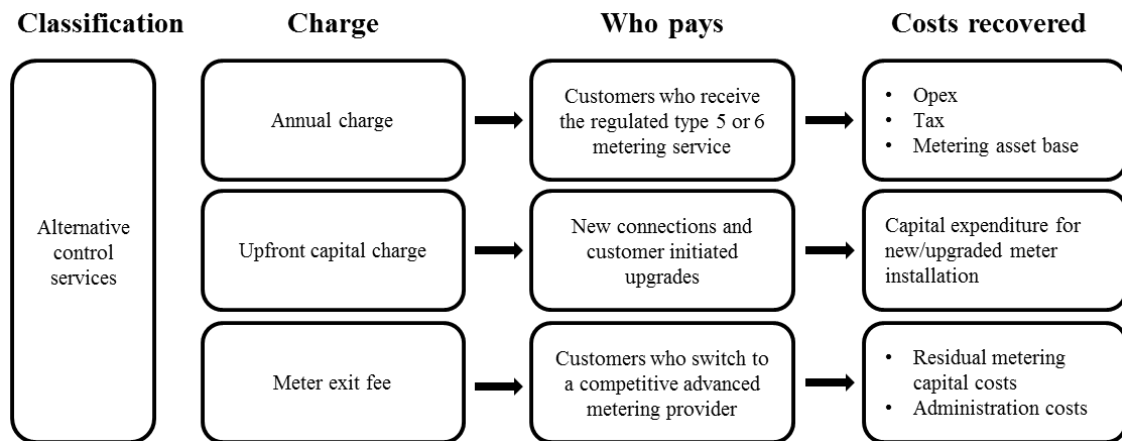 Classification
Charge
Who pays
Costs recovered
Alternative
control
services
Annual charge
Customers who receive
the regulated type 5 or 6
metering service
• Opex
• Tax
• Metering asset base
Upfront capital charge
New connections and
customer initiated
upgrades
Capital expenditure for
new/upgraded meter
installation
Meter exit fee
Customers who switch to
a competitive advanced
metering provider
• Residual metering
capital costs
• Administration costs